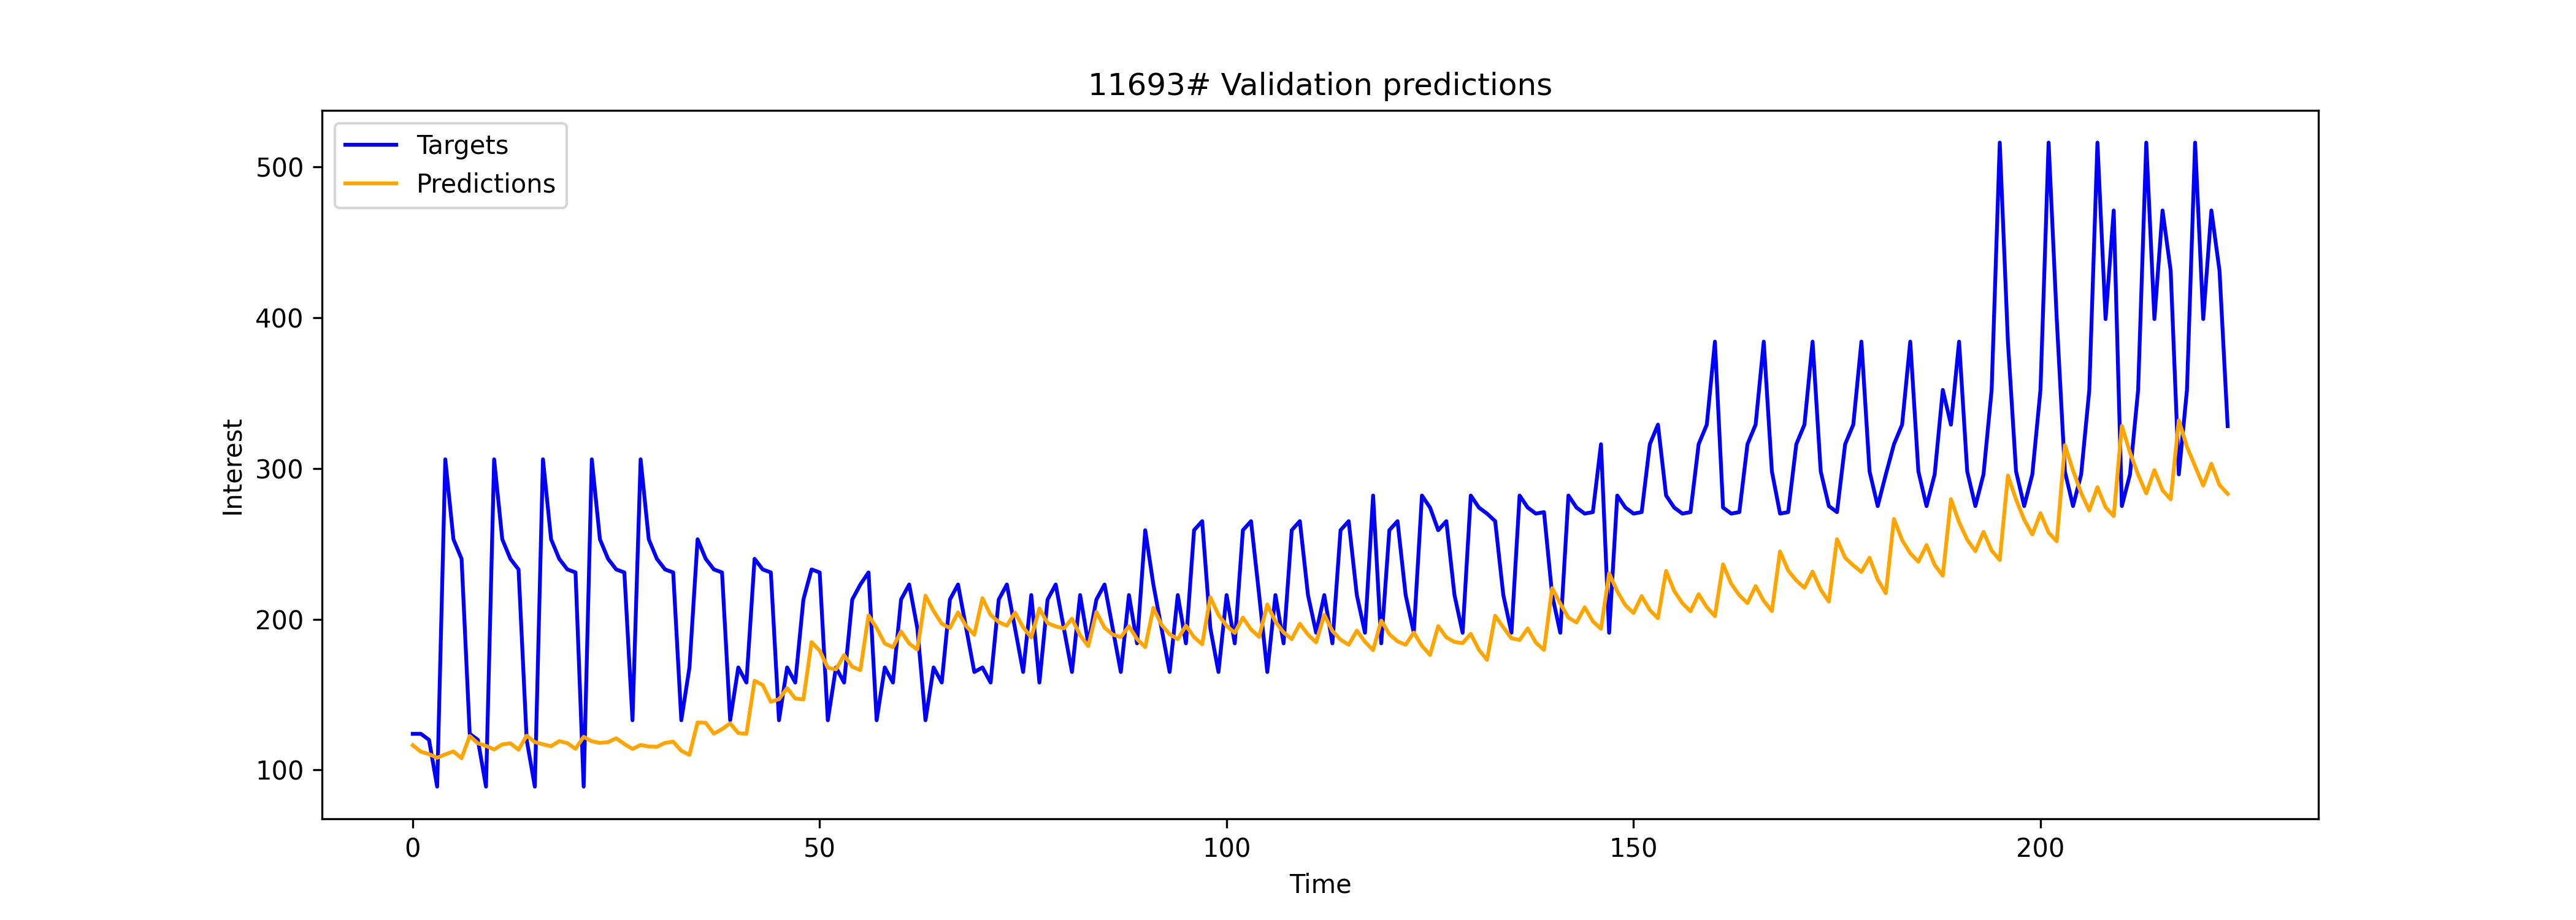 11693# Validation predictions
Targets
Predictions
500
400
300
200
100
Interest
0 50 100 150 200
Time